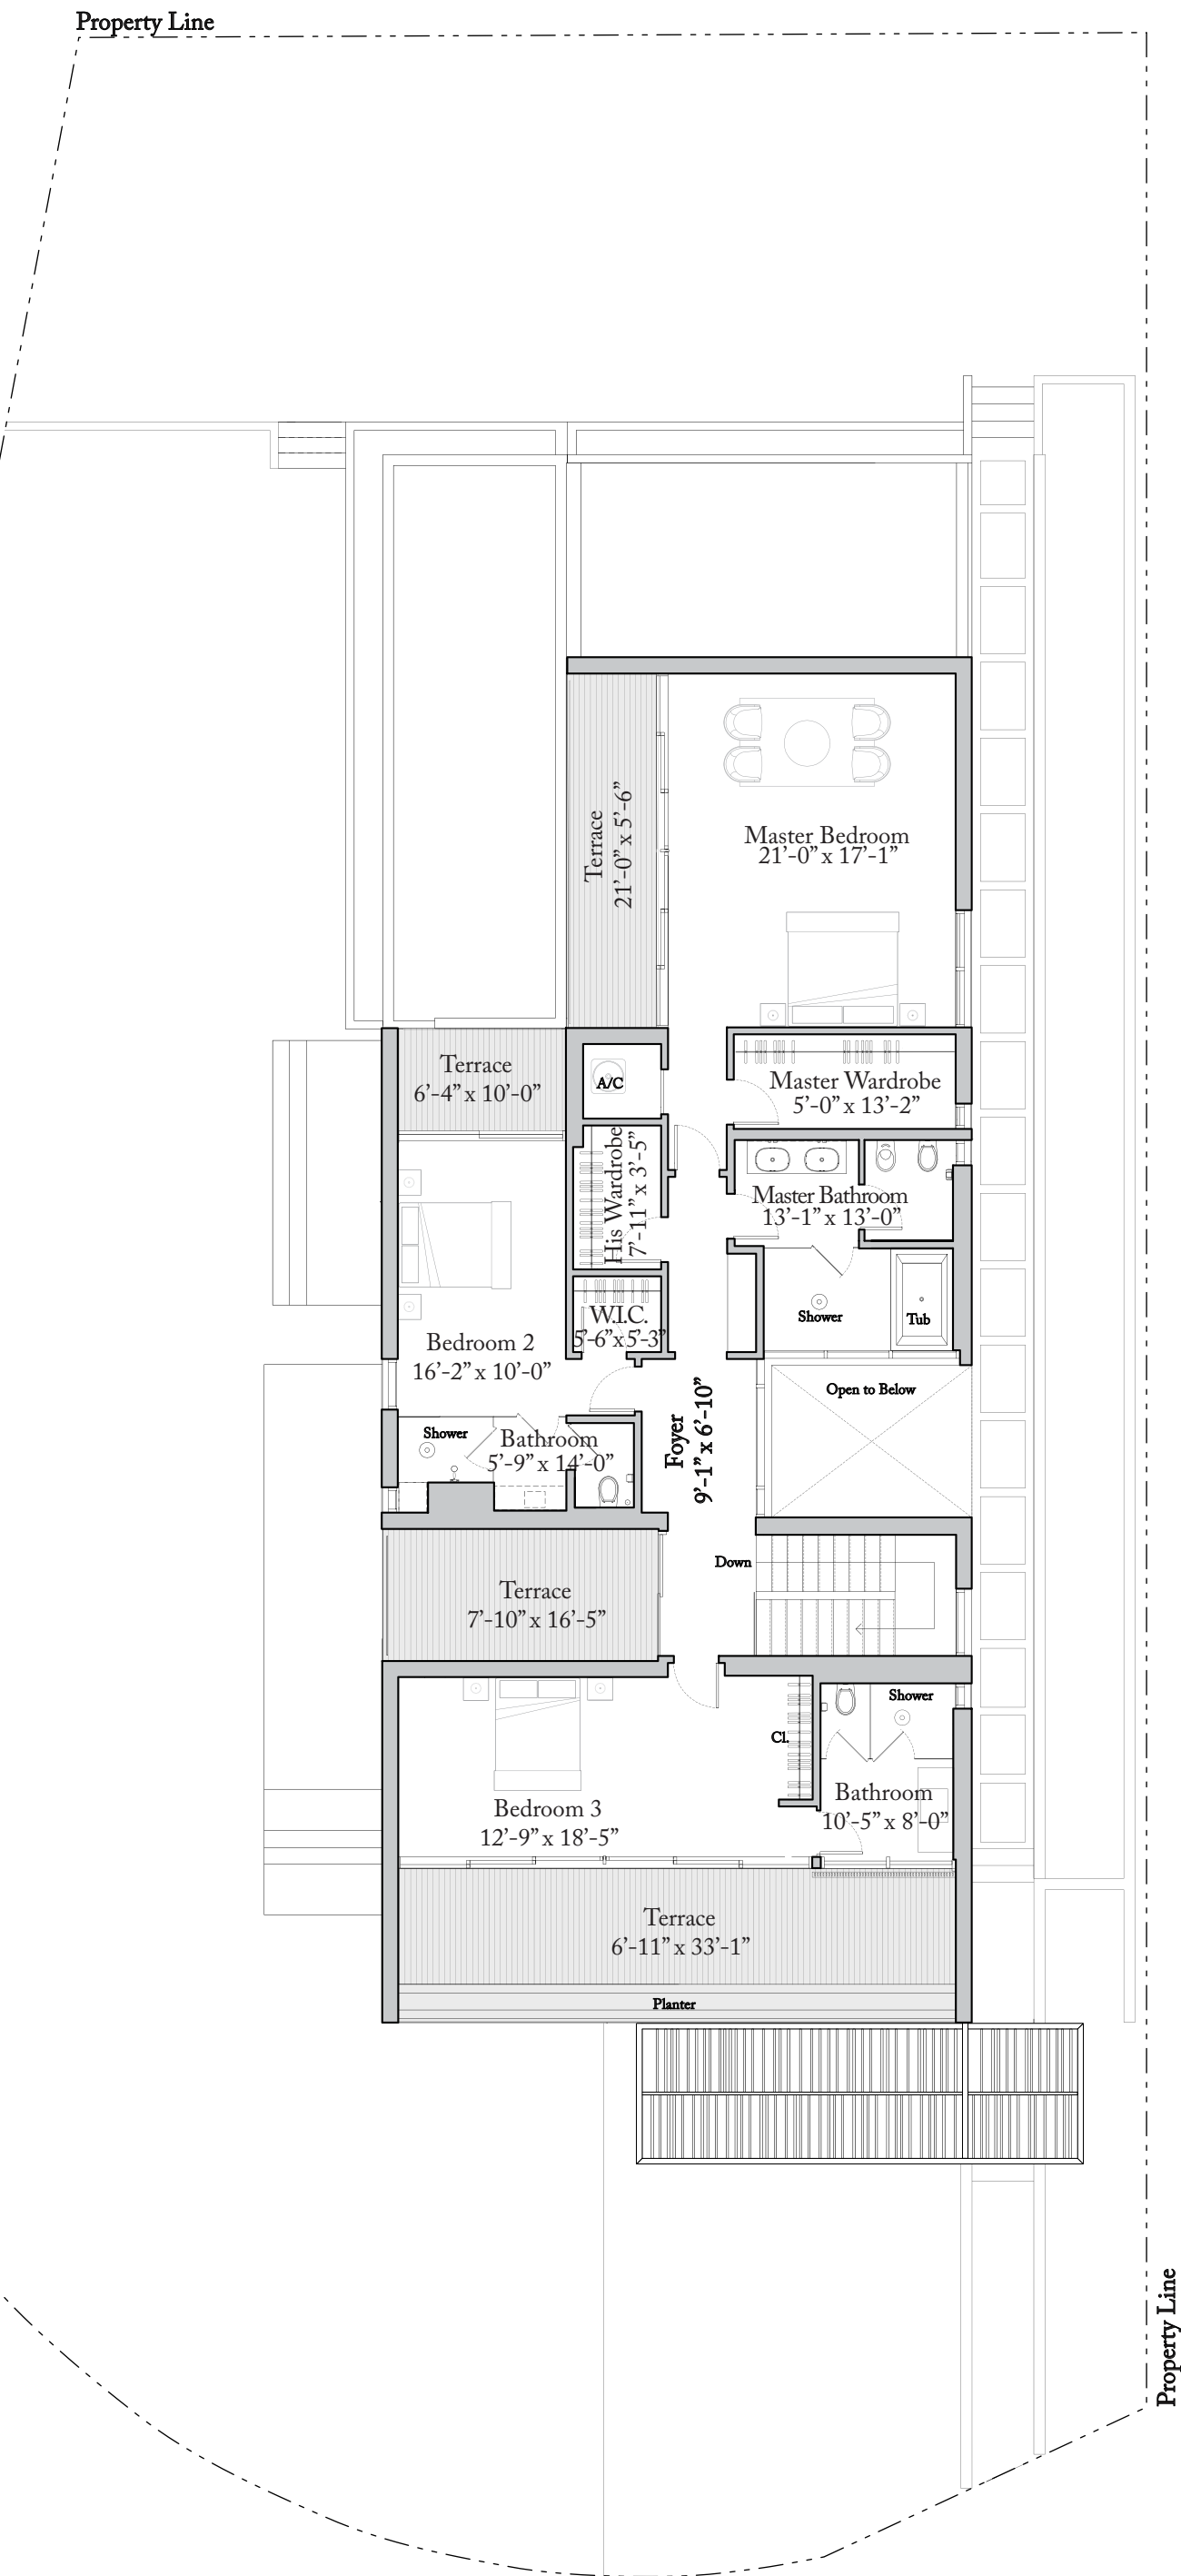 Property Line
Terrace
21’-0” x 5’-6”
Master Bedroom
21’-0” x 17’-1”
Terrace
6’-4” x 10’-0”
A/C
Master Wardrobe
5’-0” x 13’-2”
His Wardrobe
7’-11” x 3’-5”
Master Bathroom
13’-1” x 13’-0”
Shower
Tub
W.I.C.
5’-6”x5’-3”
Bedroom 2
16’-2” x 10’-0”
Open to Below
Foyer
9’-1” x 6’-10”
Shower
Bathroom
5’-9” x 14’-0”
Down
Terrace
7’-10” x 16’-5”
Shower
Cl.
Bathroom
10’-5” x 8’-0”
Bedroom 3
12’-9” x 18’-5”
Terrace
6’-11” x 33’-1”
Planter
Property Line